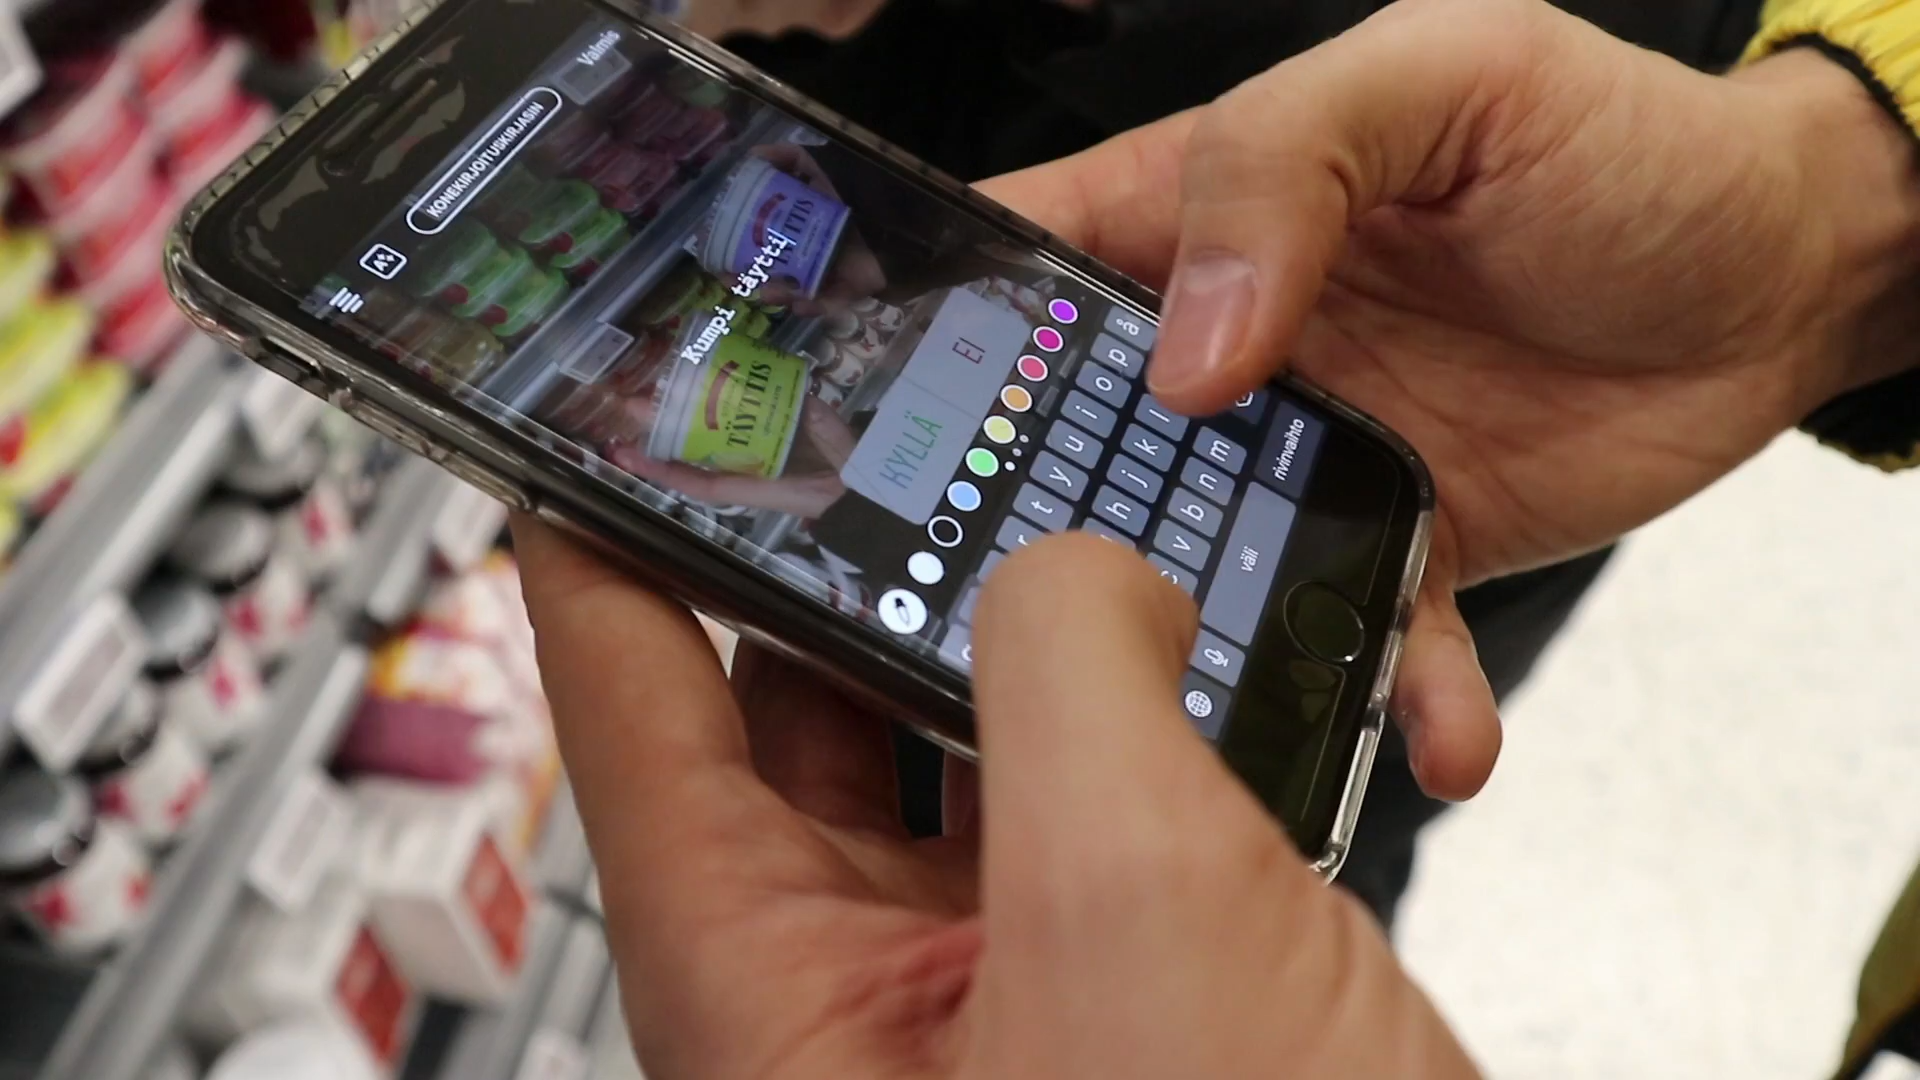 Valmis
KONEKIRJOITUSKIRJASIN
A
Kumpi täytti
TÄYTTIS
TÄYTTIS
KYLLÄ
EI
r t y u i o p å
h j k l
c v b n m
väli
rivinvaihto